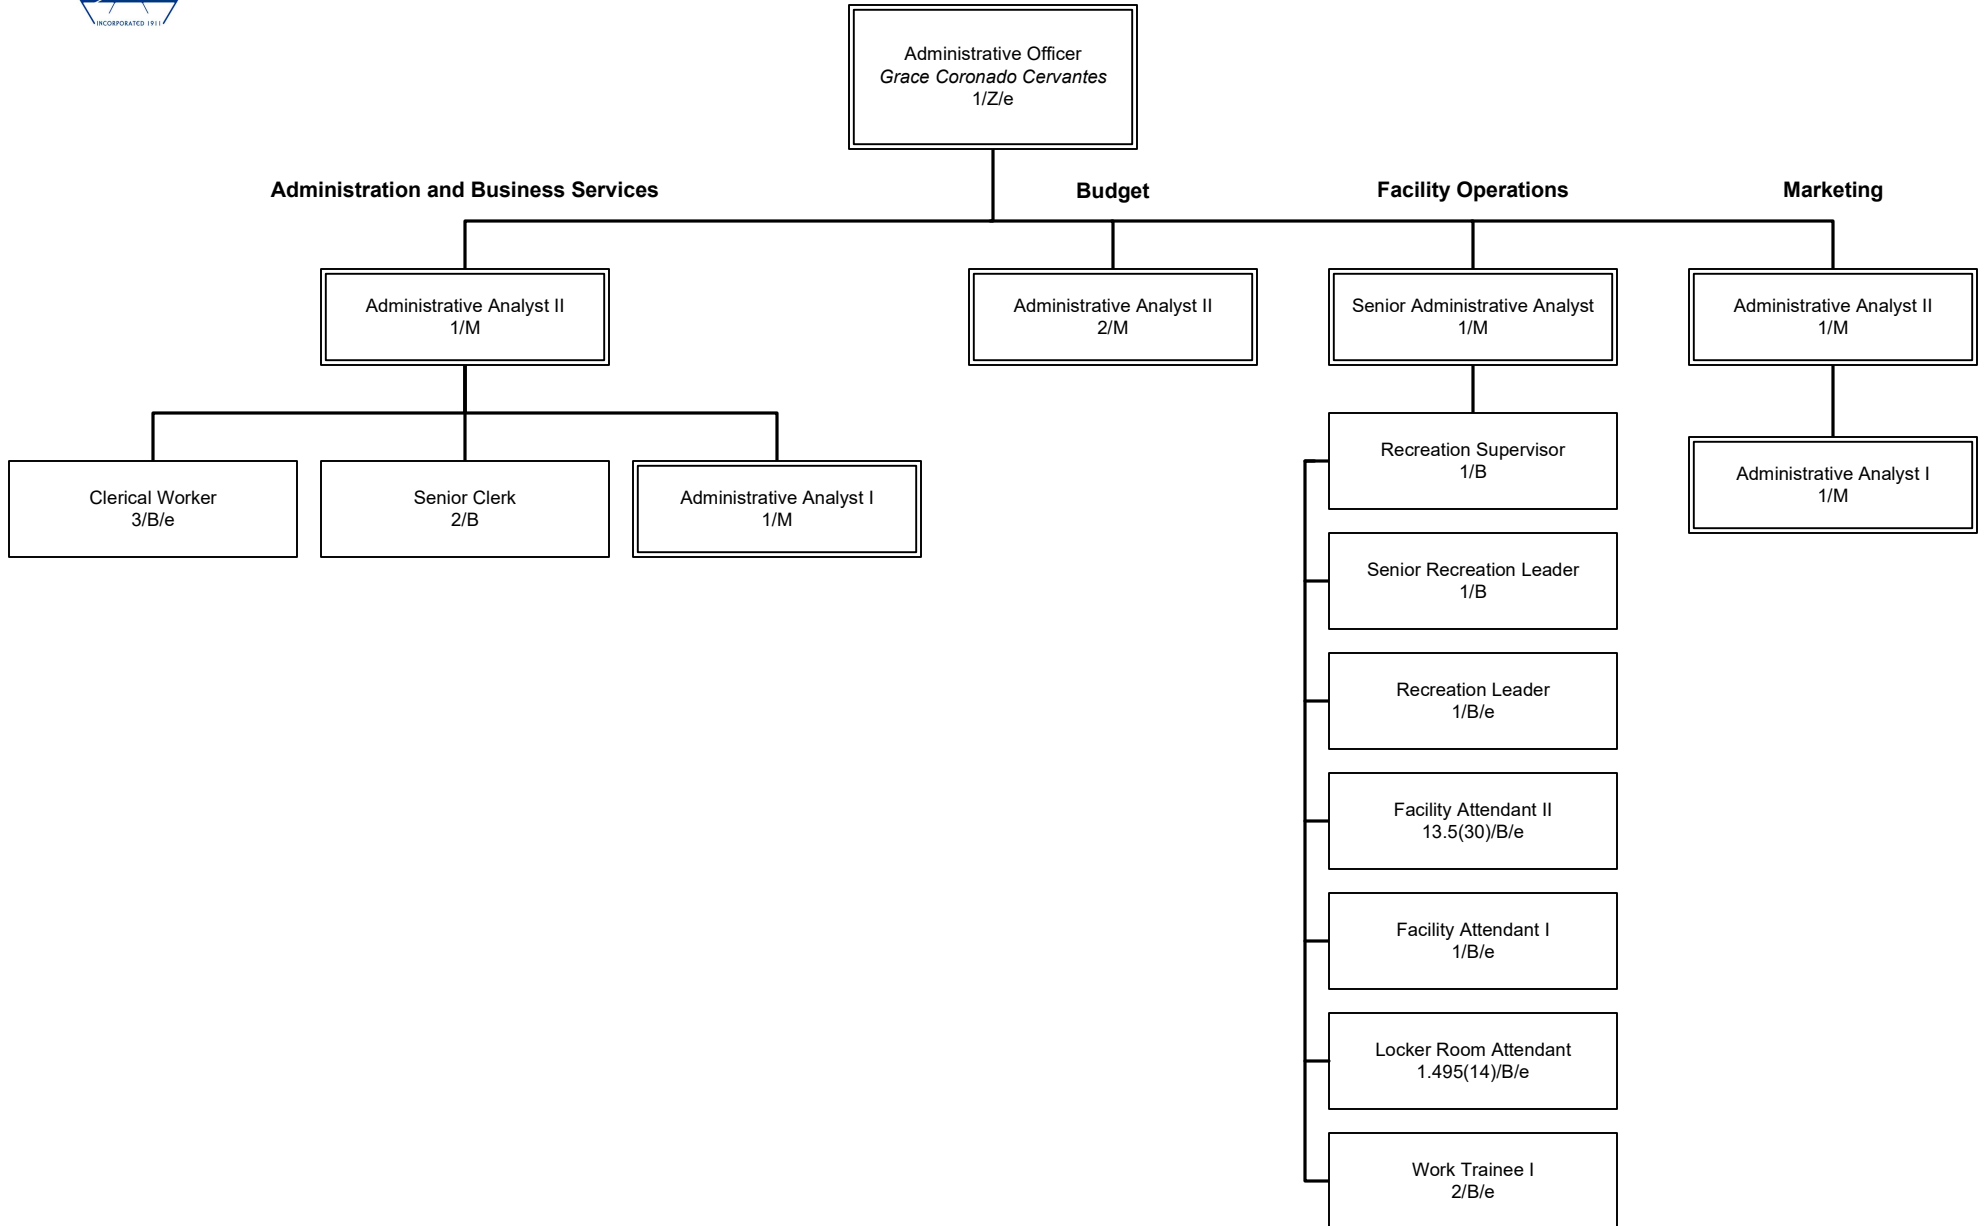 INCORPORATED 1911
Administrative Officer
Grace Coronado Cervantes
1/Z/e
Administration and Business Services
Budget
Facility Operations
Marketing
Administrative Analyst II
1/M
Administrative Analyst II
2/M
Senior Administrative Analyst
1/M
Administrative Analyst II
1/M
Clerical Worker
3/B/e
Senior Clerk
2/B
Administrative Analyst I
1/M
Recreation Supervisor
1/B
Administrative Analyst I
1/M
Senior Recreation Leader
1/B
Recreation Leader
1/B/e
Facility Attendant II
13.5(30)/B/e
Facility Attendant I
1/B/e
Locker Room Attendant
1.495(14)/B/e
Work Trainee I
2/B/e